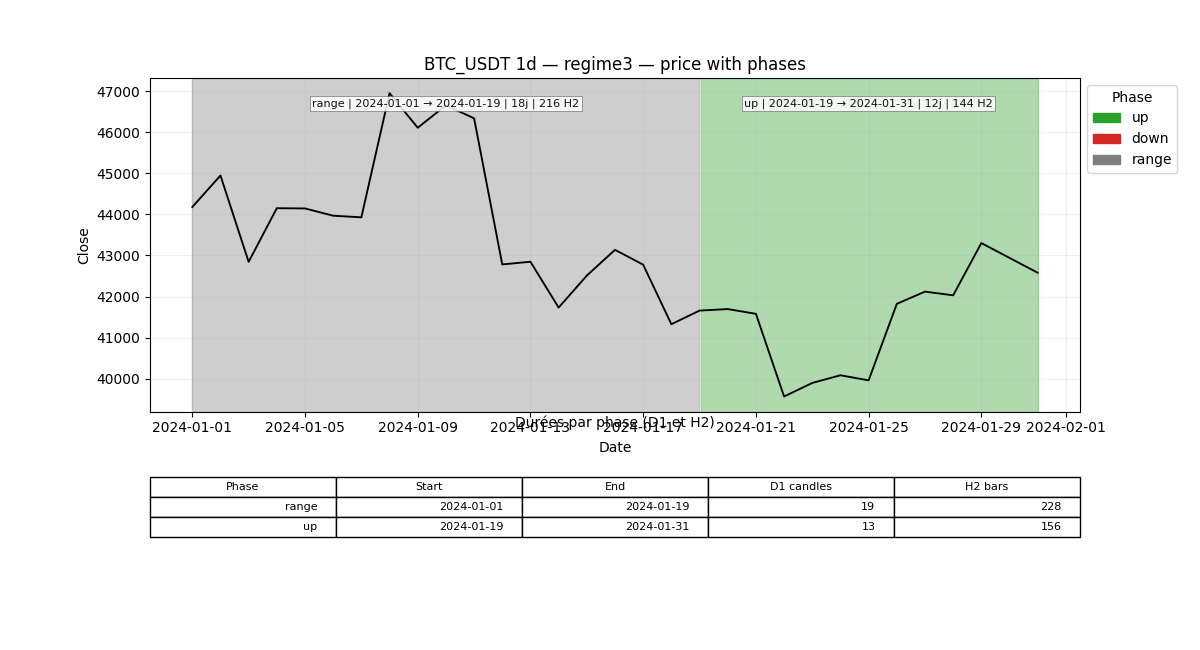 BTC_USDT 1d — regime3 — price with phases
47000
46000
45000
44000
43000
42000
41000
40000
Close
range | 2024-01-01 → 2024-01-19 | 18j | 216 H2
up | 2024-01-19 → 2024-01-31 | 12j | 144 H2
Phase
up
down
range
Durées par phase (D1 et H2)
2024-01-01 2024-01-05 2024-01-09 2024-01-13 2024-01-17 2024-01-21 2024-01-25 2024-01-29 2024-02-01
Date
Phase Start End D1 candles H2 bars
range 2024-01-01 2024-01-19 19 228
up 2024-01-19 2024-01-31 13 156